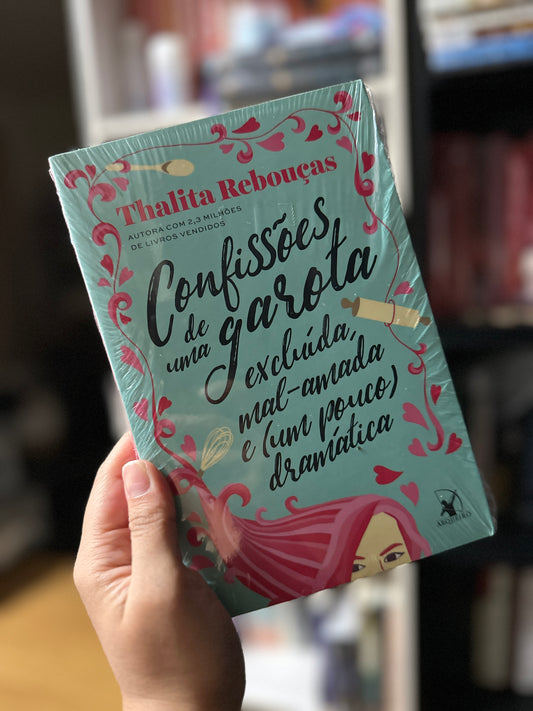 Thalita Rebouças
AUTORA COM 2,3 MILHÕES
DE LIVROS VENDIDOS
Confissões
de uma garota
excluída,
mal-amada
e (um pouco)
dramática
ARQUEIRO